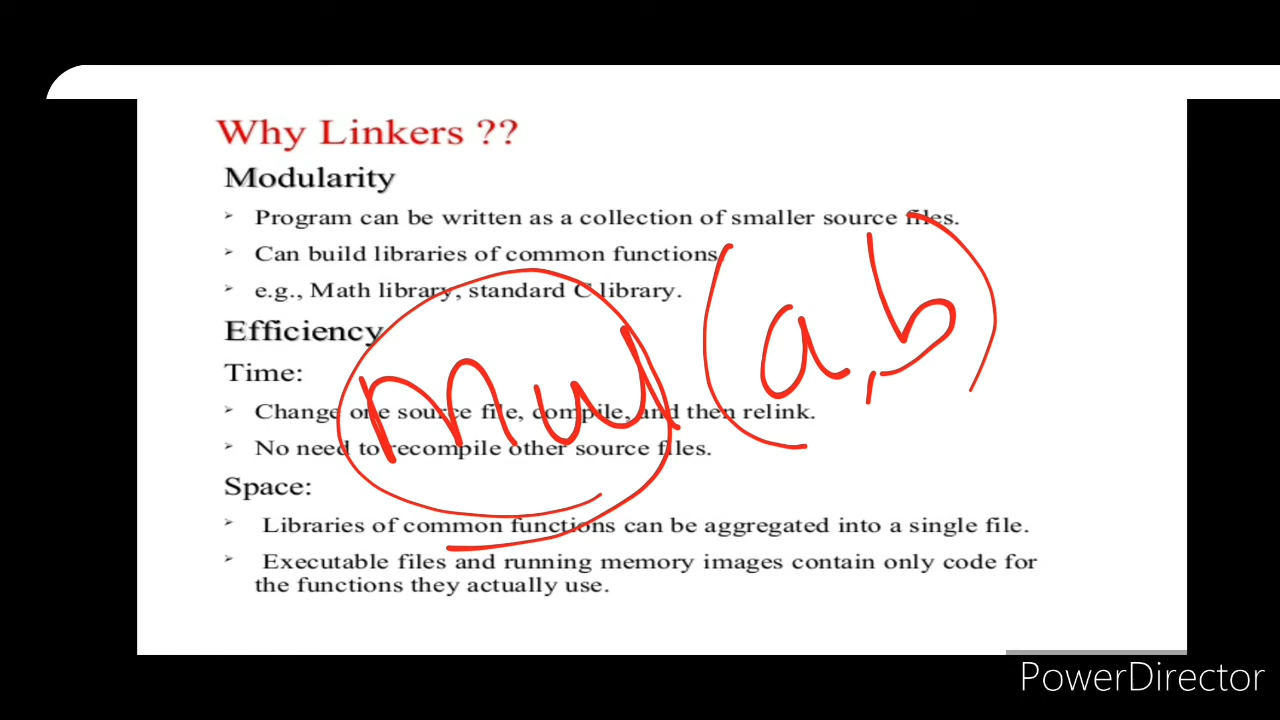 Why Linkers ??
Modularity
➢ Program can be written as a collection of smaller source files.
➢ Can build libraries of common functions
➢ e.g., Math library, standard C library.
Efficiency
Time:
➢ Change one source file, compile, and then relink.
➢ No need to recompile other source files.
Space:
➢ Libraries of common functions can be aggregated into a single file.
➢ Executable files and running memory images contain only code for
the functions they actually use.
mul (a,b)
PowerDirector